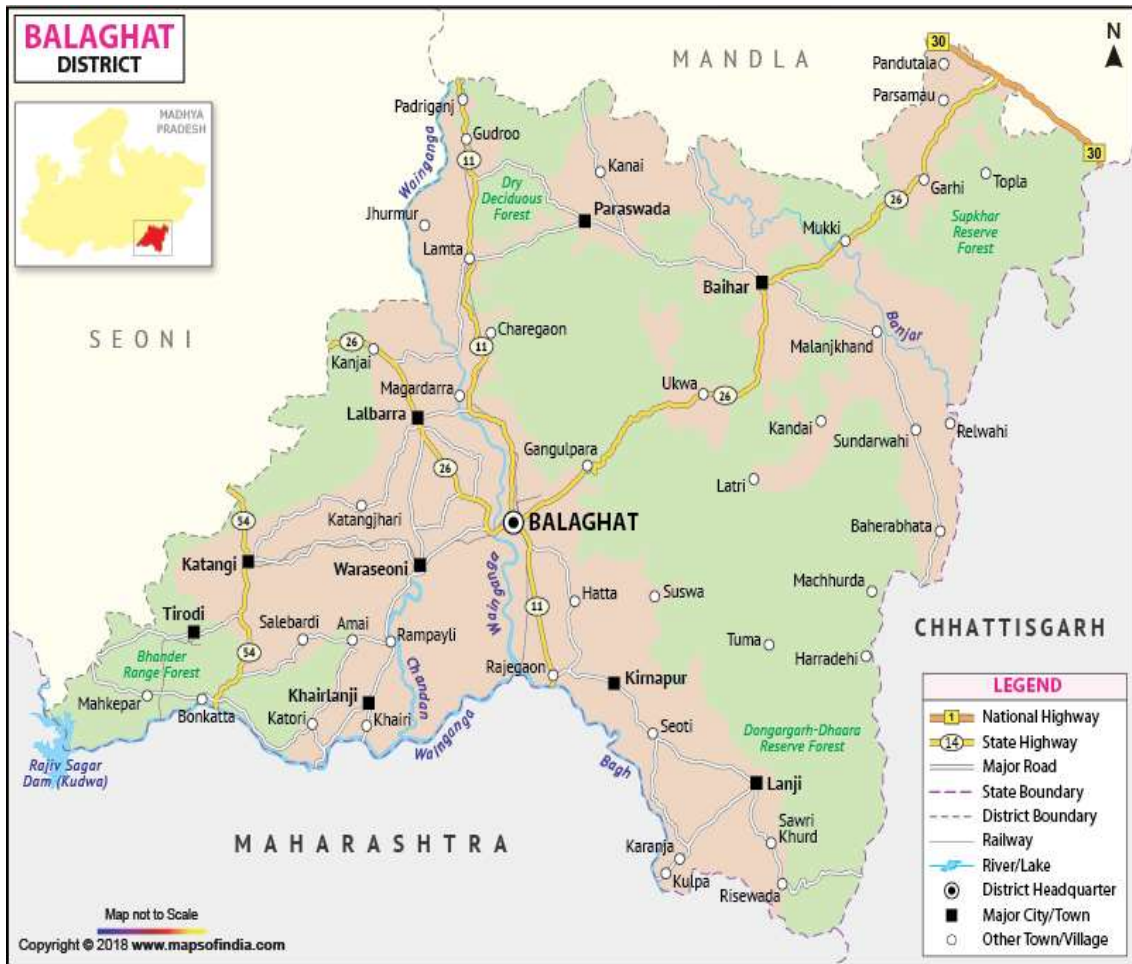 BALAGHAT
DISTRICT
MADHYA
PRADESH
N
MANDLA
SEONI
CHHATTISGARH
MAHARASHTRA
30
Pandutala
Parsamau
30
Padriganj
Gudroo
11
Wainganga
Dry
Deciduous
Forest
Kanai
Paraswada
Garhi
Topla
26
Supkhar
Reserve
Forest
Jhurmur
Lamta
Mukki
Baihar
Banjar
26
Kanjai
Charegaon
11
Malanjkhand
Magardarra
Lalbarra
Ukwa
26
Kandai
Sundarwahi
Relwahi
Gangulpara
26
Latri
54
Katangjhari
BALAGHAT
Baherabhata
Katangi
Waraseoni
Wainganga
Hatta
Suswa
Machhurda
11
Tirodi
Salebardi
Amai
Rampayli
Tuma
Harradehi
Bhander
Range Forest
54
Chandan
Rajegaon
Kirnapur
Mahkepar
Bonkatta
Khairlanji
Katori
Khairi
Wainganga
Seoti
Dongargarh-Dhaara
Reserve Forest
Bagh
Rajiv Sagar
Dam (Kudwa)
Lanji
Sawri
Khurd
Karanja
Kulpa
Risewada
LEGEND
1 National Highway
14 State Highway
Major Road
State Boundary
District Boundary
Railway
River/Lake
District Headquarter
Major City/Town
Other Town/Village
Map not to Scale
Copyright © 2018 www.mapsofindia.com